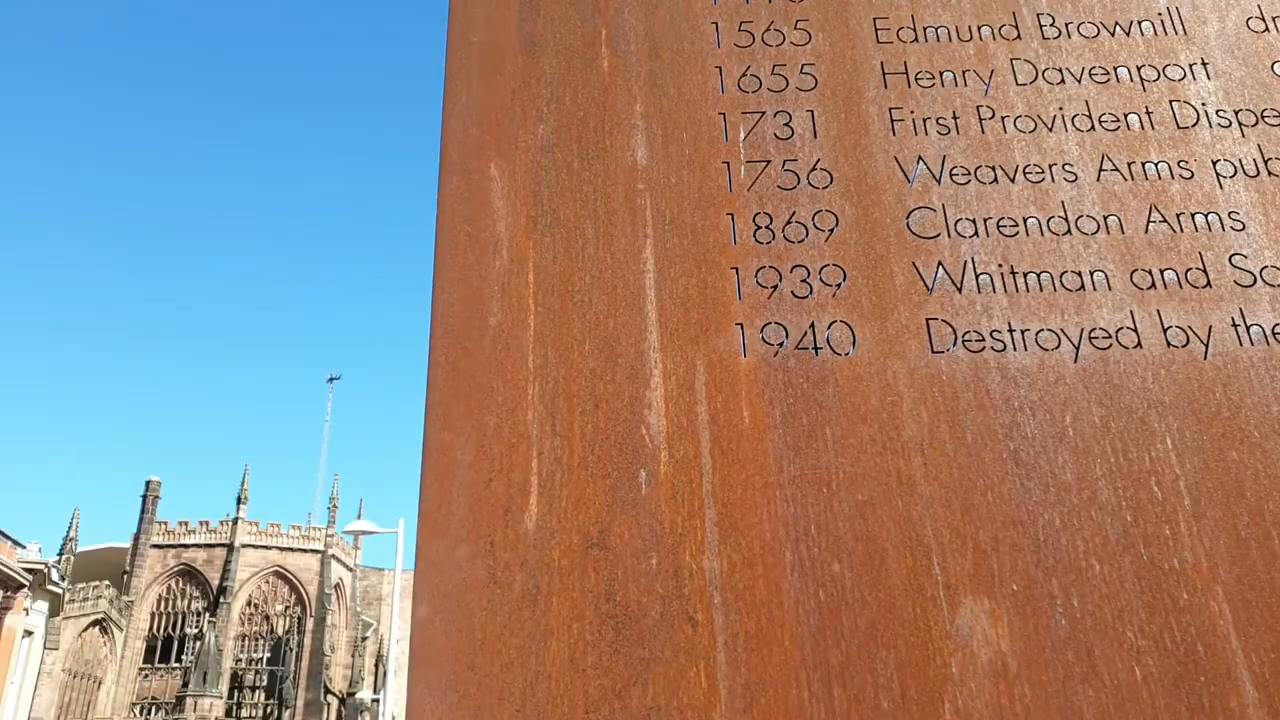 1565 Edmund Brownill
1655 Henry Davenport
1731 First Provident
1756 Weavers Arms
1869 Clarendon Arms
1939 Whitman and
1940 Destroyed by the